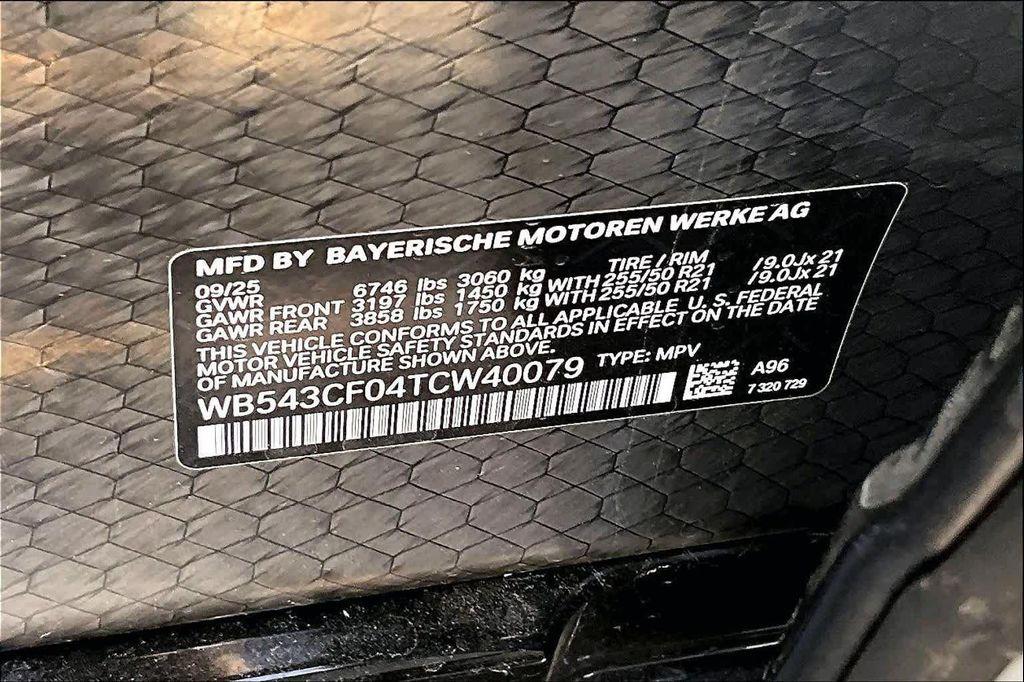 MFD BY BAYERISCHE MOTOREN WERKE AG
09/25 TIRE / RIM
GVWR 6746 lbs 3060 kg
GAWR FRONT 3197 lbs 1450 kg WITH 255/50 R21 /9.0Jx 21
GAWR REAR 3858 lbs 1750 kg WITH 255/50 R21 /9.0Jx 21
THIS VEHICLE CONFORMS TO ALL APPLICABLE U. S. FEDERAL
MOTOR VEHICLE SAFETY STANDARDS IN EFFECT ON THE DATE
OF MANUFACTURE SHOWN ABOVE.
WB543CF04TCW40079 TYPE: MPV
A96
7 320 729